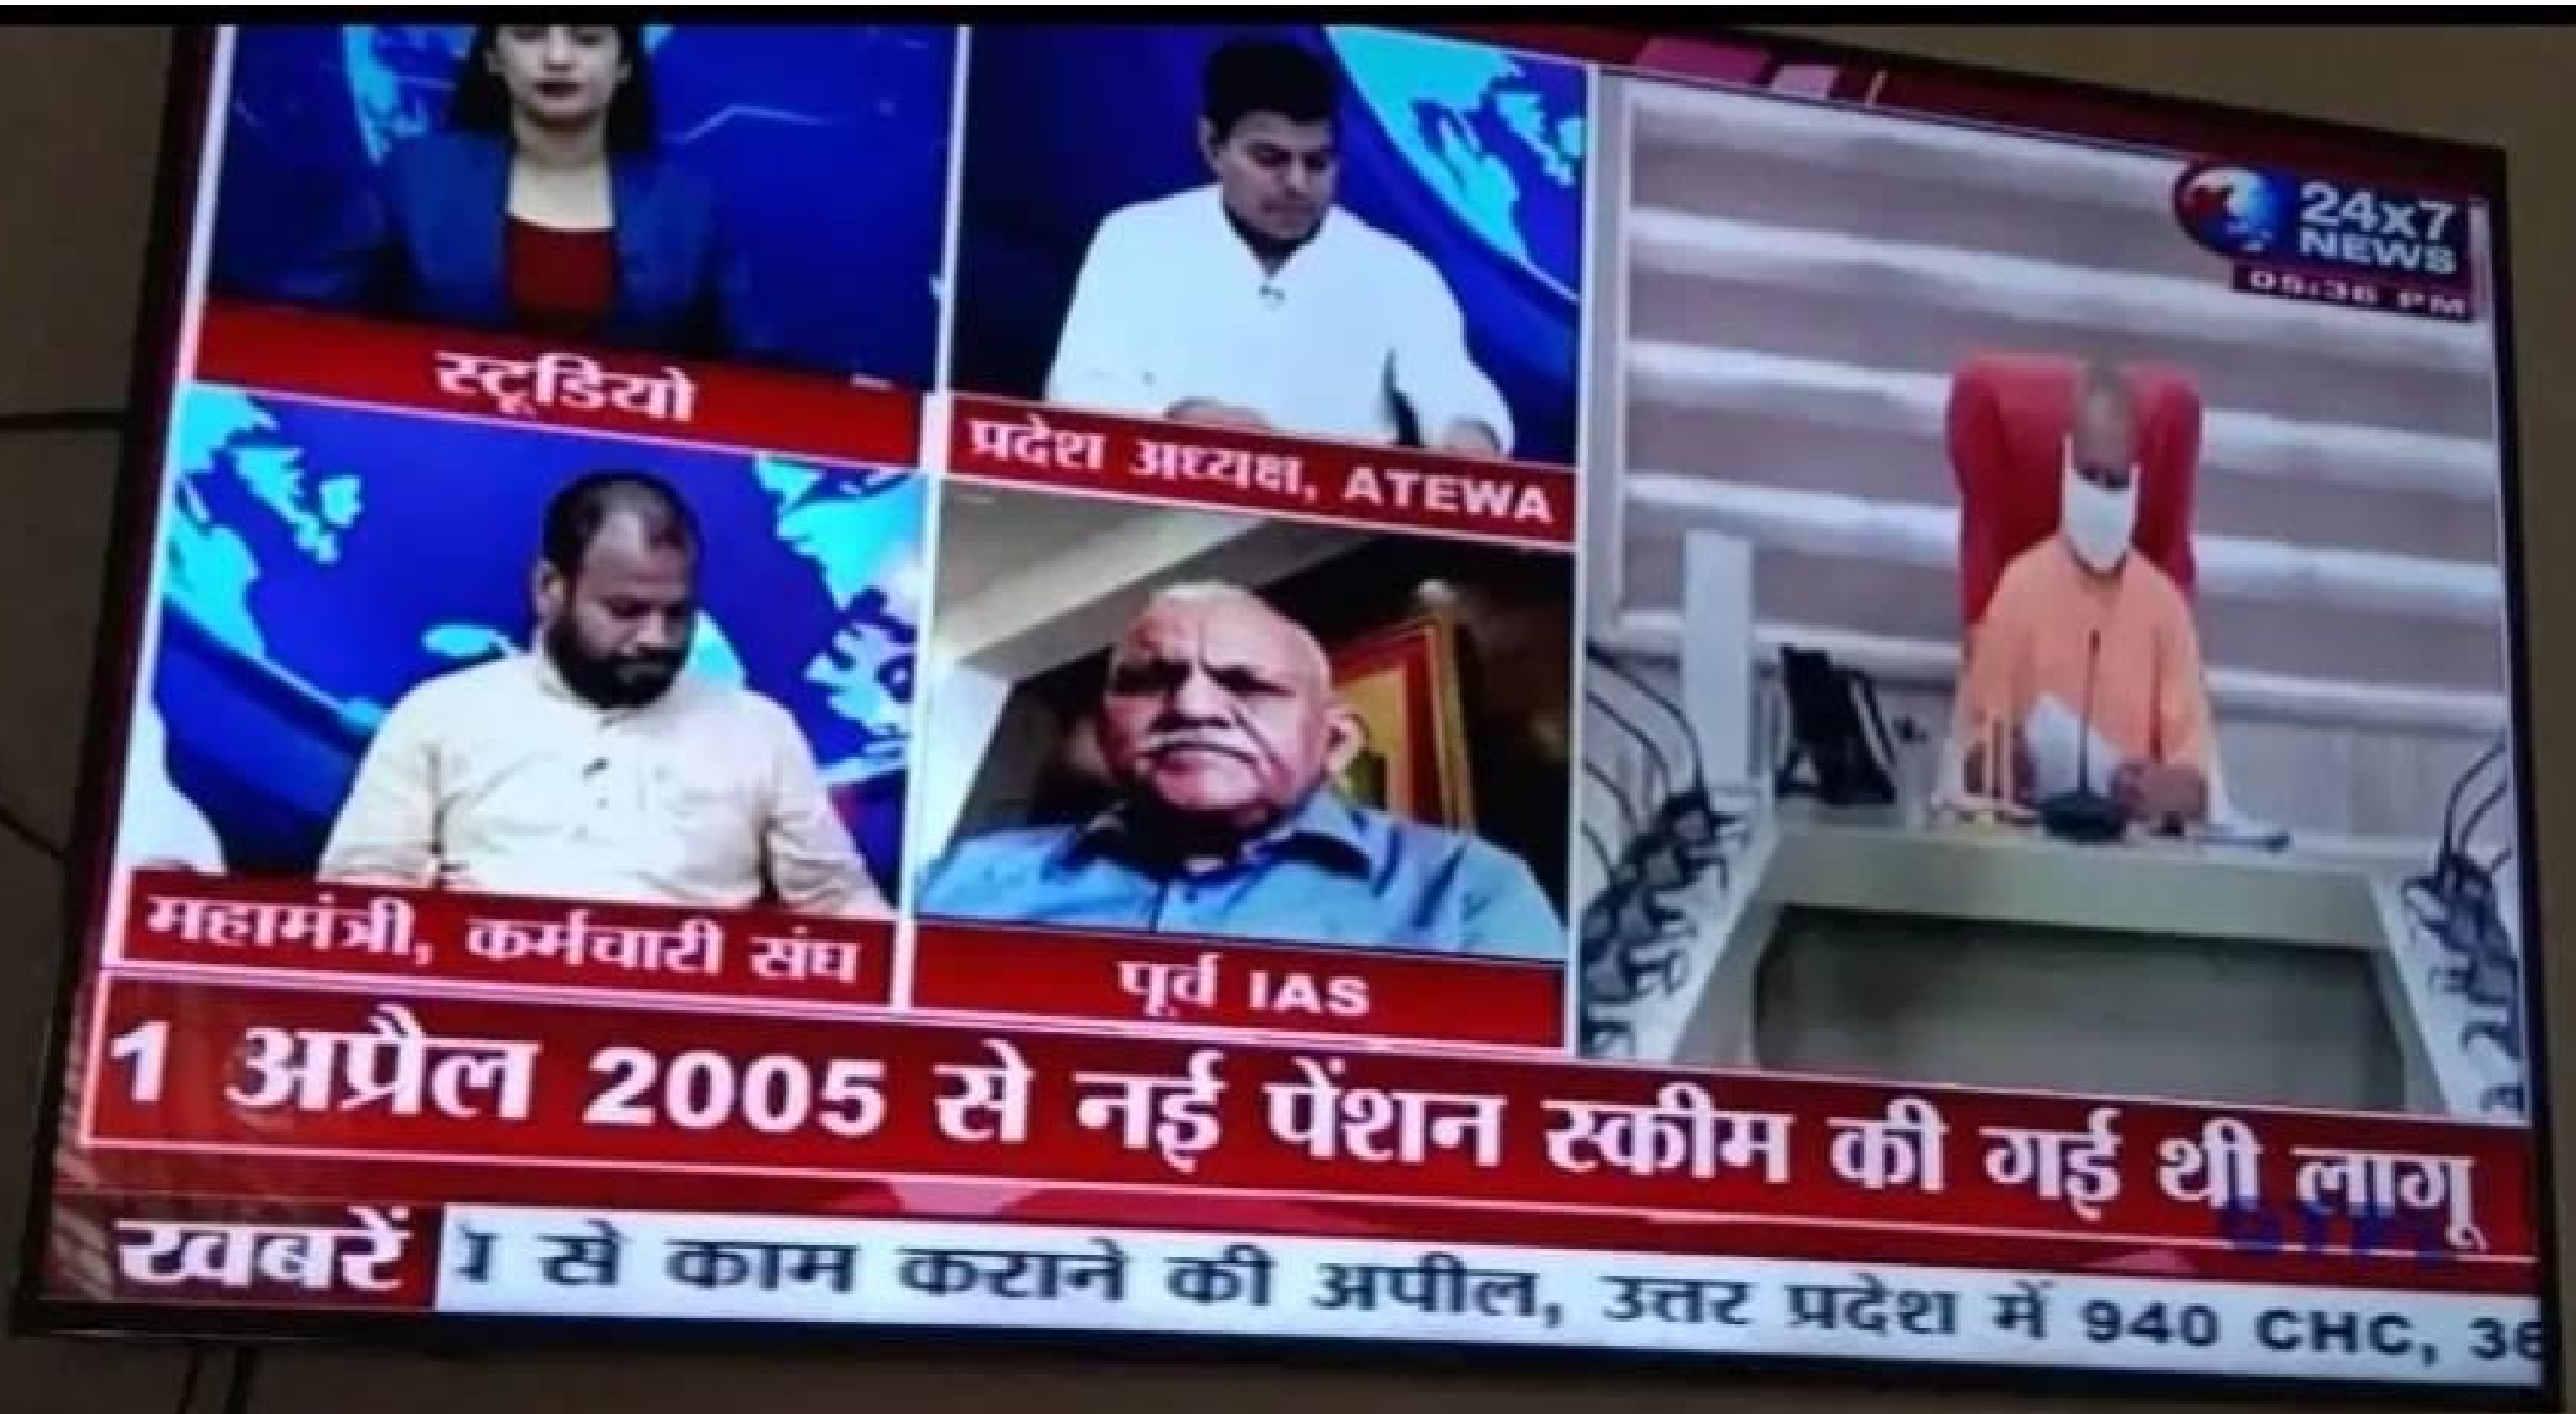 24x7
NEWS
05:36 PM
स्टूडियो
प्रदेश अध्यक्ष, ATEWA
महामंत्री, कर्मचारी संघ
पूर्व IAS
1 अप्रैल 2005 से नई पेंशन स्कीम की गई थी लागू
खबरें
से काम कराने की अपील, उत्तर प्रदेश में 940 CHC, 36